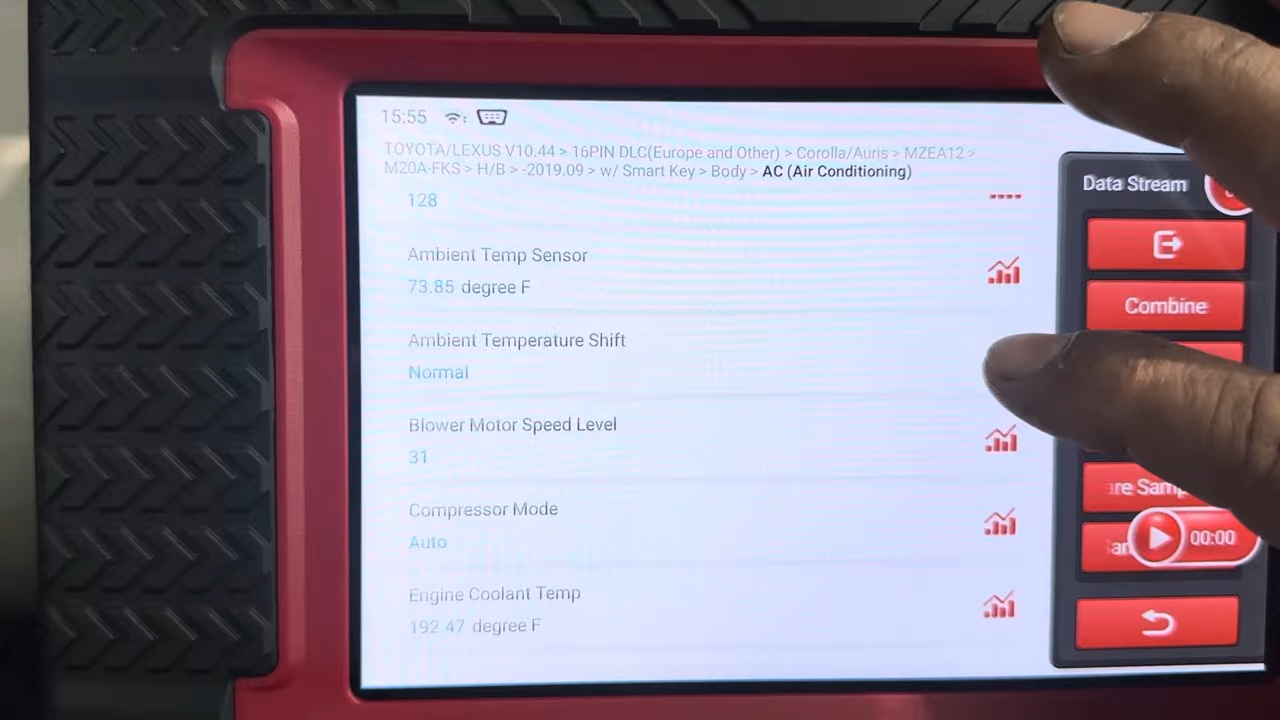 15:55
TOYOTA/LEXUS V10.44 > 16PIN DLC(Europe and Other) > Corolla/Auris > MZEA12 >
M20A-FKS > H/B > -2019.09 > w/ Smart Key > Body > AC (Air Conditioning)
Data Stream
128
Ambient Temp Sensor
73.85 degree F
Combine
Ambient Temperature Shift
Normal
Blower Motor Speed Level
31
Compressor Mode
Auto
00:00
Engine Coolant Temp
192.47 degree F